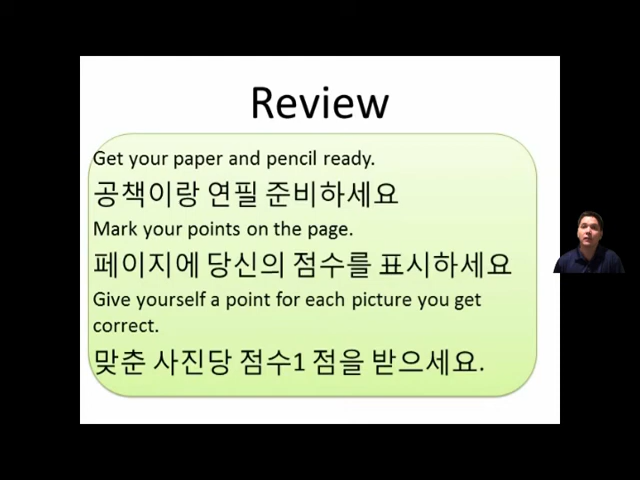 Review
Get your paper and pencil ready.
공책이랑 연필 준비하세요
Mark your points on the page.
페이지에 당신의 점수를 표시하세요
Give yourself a point for each picture you get
correct.
맞춘 사진당 점수1 점을 받으세요.